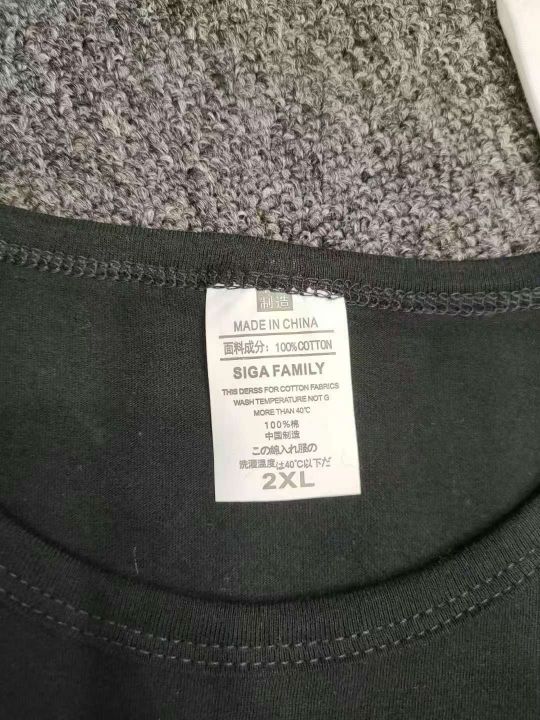 制造
MADE IN CHINA
面料成分：100%COTTON
SIGA FAMILY
THIS DERSS FOR COTTON FABRICS
WASH TEMPERATURE NOT G
MORE THAN 40℃
100%棉
中国制造
この綿入れ服の
洗濯温度は40℃以下だ
2XL